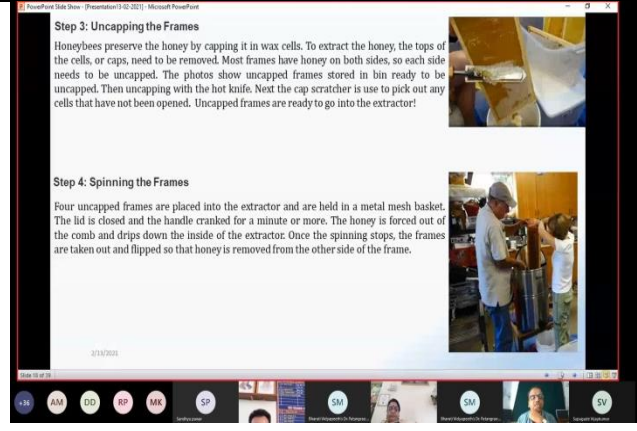 PowerPoint Slide Show - [Presentation13-02-2021] - Microsoft PowerPoint
Step 3: Uncapping the Frames
Honeybees preserve the honey by capping it in wax cells. To extract the honey, the tops of
the cells, or caps, need to be removed. Most frames have honey on both sides, so each side
needs to be uncapped. The photos show uncapped frames stored in bin ready to be
uncapped. Then uncapping with the hot knife. Next the cap scratcher is use to pick out any
cells that have not been opened. Uncapped frames are ready to go into the extractor!
Step 4: Spinning the Frames
Four uncapped frames are placed into the extractor and are held in a metal mesh basket.
The lid is closed and the handle cranked for a minute or more. The honey is forced out of
the comb and drips down the inside of the extractor. Once the spinning stops, the frames
are taken out and flipped so that honey is removed from the other side of the frame.
2/13/2021
Slide 18 of 36
+36 AM DD RP MK SP SM SM SV